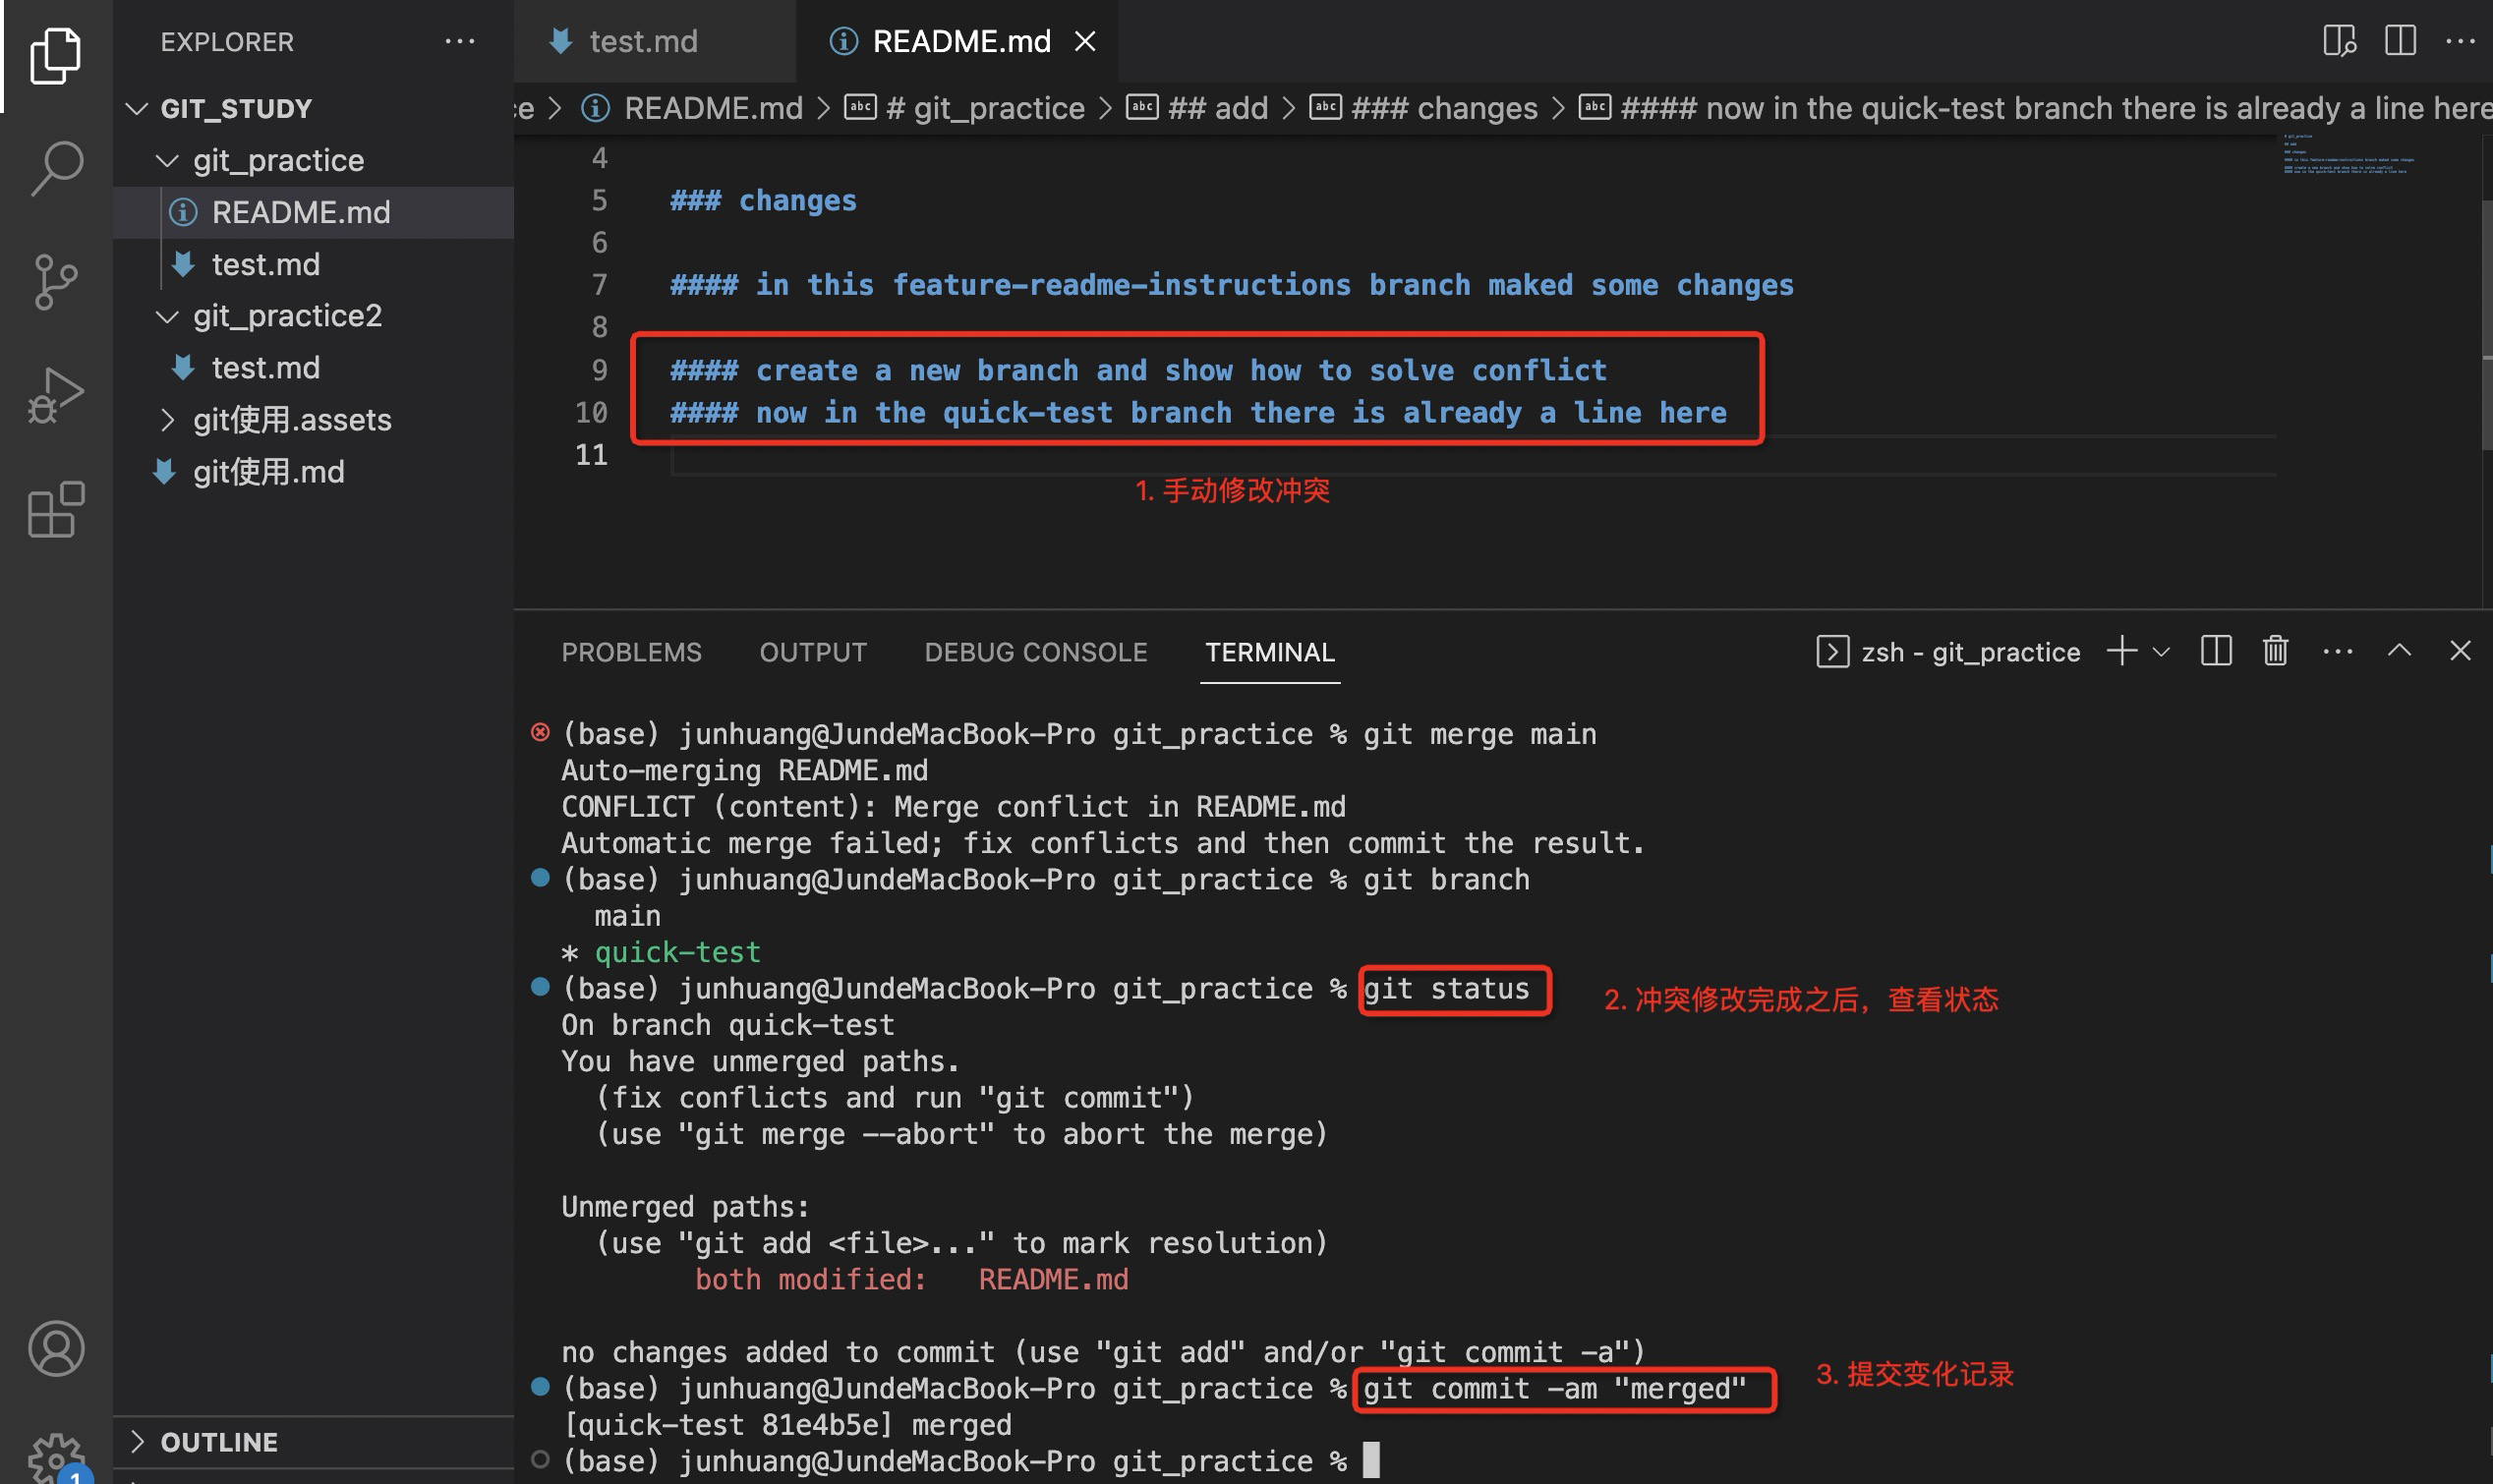 EXPLORER
GIT_STUDY
git_practice
README.md
test.md
git_practice2
test.md
git使用.assets
git使用.md
OUTLINE
1
test.md
README.md
README.md > # git_practice > ## add > ### changes > #### now in the quick-test branch there is already a line here
4
5 ### changes
6
7 #### in this feature-readme-instructions branch maked some changes
8
9 #### create a new branch and show how to solve conflict
10 #### now in the quick-test branch there is already a line here
11
1. 手动修改冲突
PROBLEMS OUTPUT DEBUG CONSOLE TERMINAL
zsh - git_practice
(base) junhuang@JundeMacBook-Pro git_practice % git merge main
Auto-merging README.md
CONFLICT (content): Merge conflict in README.md
Automatic merge failed; fix conflicts and then commit the result.
(base) junhuang@JundeMacBook-Pro git_practice % git branch
main
* quick-test
(base) junhuang@JundeMacBook-Pro git_practice % git status
2. 冲突修改完成之后，查看状态
On branch quick-test
You have unmerged paths.
(fix conflicts and run "git commit")
(use "git merge --abort" to abort the merge)
Unmerged paths:
(use "git add <file>..." to mark resolution)
both modified: README.md
no changes added to commit (use "git add" and/or "git commit -a")
(base) junhuang@JundeMacBook-Pro git_practice % git commit -am "merged"
3. 提交变化记录
[quick-test 81e4b5e] merged
(base) junhuang@JundeMacBook-Pro git_practice %